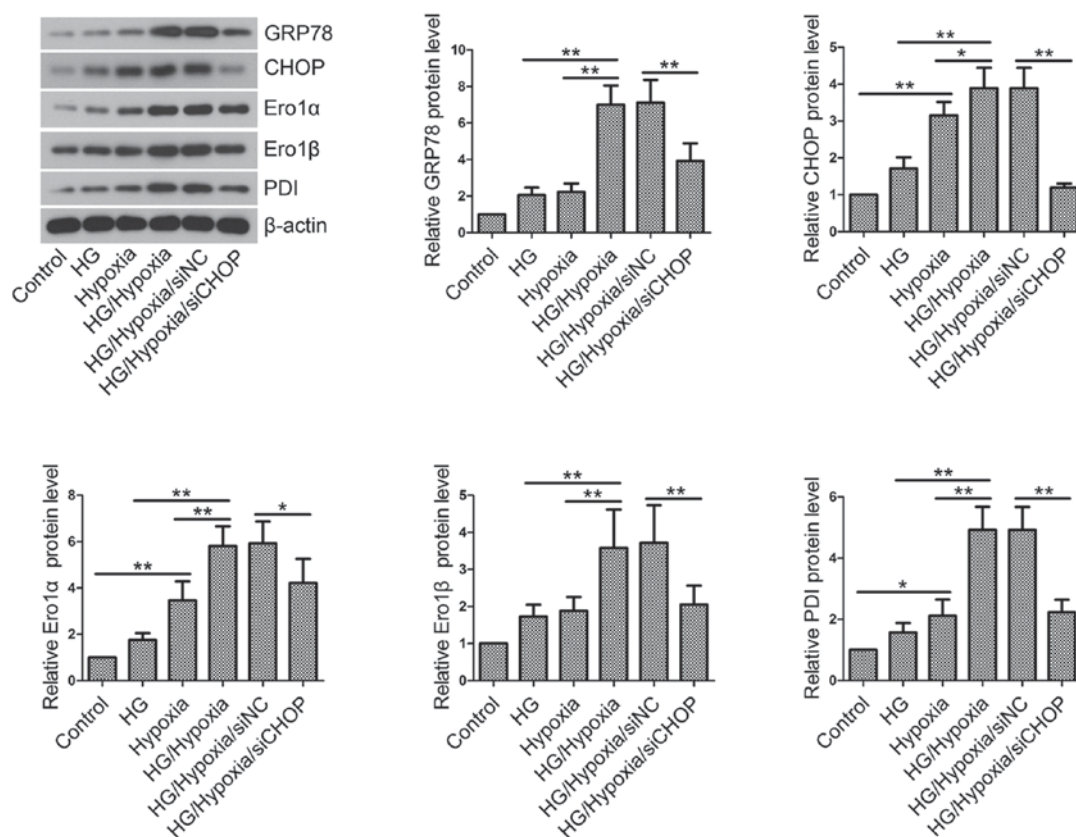 GRP78
CHOP
Ero1α
Ero1β
PDI
β-actin
Control
HG
Hypoxia
HG/Hypoxia
HG/Hypoxia/siNC
HG/Hypoxia/siCHOP
Relative GRP78 protein level
10
8
6
4
2
0
**
**
**
Control
HG
Hypoxia
HG/Hypoxia
HG/Hypoxia/siNC
HG/Hypoxia/siCHOP
Relative CHOP protein level
5
4
3
2
1
0
**
*
**
**
Control
HG
Hypoxia
HG/Hypoxia
HG/Hypoxia/siNC
HG/Hypoxia/siCHOP
Relative Ero1α protein level
8
6
4
2
0
**
**
*
**
Control
HG
Hypoxia
HG/Hypoxia
HG/Hypoxia/siNC
HG/Hypoxia/siCHOP
Relative Ero1β protein level
5
4
3
2
1
0
**
**
**
Control
HG
Hypoxia
HG/Hypoxia
HG/Hypoxia/siNC
HG/Hypoxia/siCHOP
Relative PDI protein level
6
4
2
0
**
**
**
*
Control
HG
Hypoxia
HG/Hypoxia
HG/Hypoxia/siNC
HG/Hypoxia/siCHOP